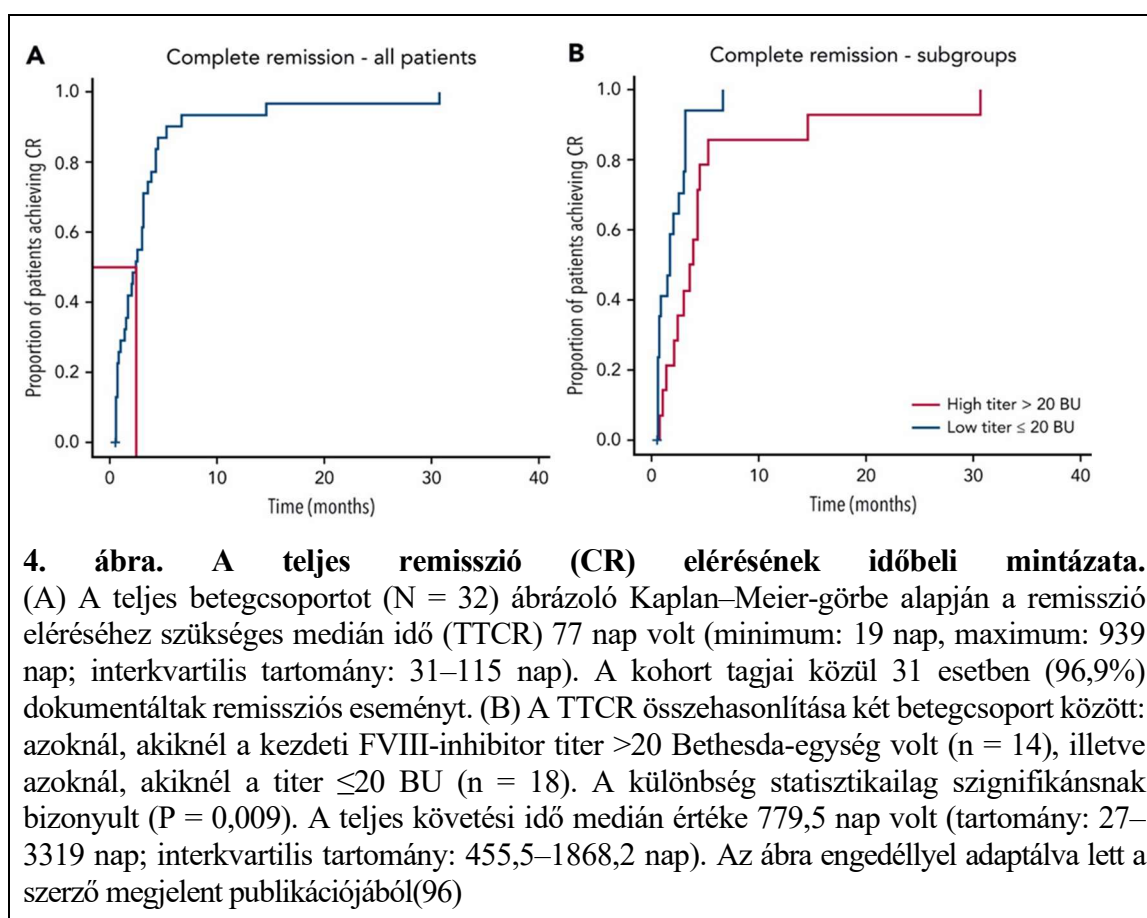 A
Complete remission - all patients
Proportion of patients achieving CR
1.0
0.8
0.6
0.4
0.2
0.0
0
10
20
30
40
Time (months)
B
Complete remission - subgroups
Proportion of patients achieving CR
1.0
0.8
0.6
0.4
0.2
0.0
High titer > 20 BU
Low titer ≤ 20 BU
0
10
20
30
40
Time (months)
4. ábra. A teljes remisszió (CR) elérésének időbeli mintázata.
(A) A teljes betegcsoportot (N = 32) ábrázoló Kaplan–Meier-görbe alapján a remisszió
eléréséhez szükséges medián idő (TTCR) 77 nap volt (minimum: 19 nap, maximum: 939
nap; interkvartilis tartomány: 31–115 nap). A kohort tagjai közül 31 esetben (96,9%)
dokumentáltak remissziós eseményt. (B) A TTCR összehasonlítása két betegcsoport között:
azoknál, akiknél a kezdeti FVIII-inhibitor titer >20 Bethesda-egység volt (n = 14), illetve
azoknál, akiknél a titer ≤20 BU (n = 18). A különbség statisztikailag szignifikánsnak
bizonyult (P = 0,009). A teljes követési idő medián értéke 779,5 nap volt (tartomány: 27–
3319 nap; interkvartilis tartomány: 455,5–1868,2 nap). Az ábra engedéllyel adaptálva lett a
szerző megjelent publikációjából(96)